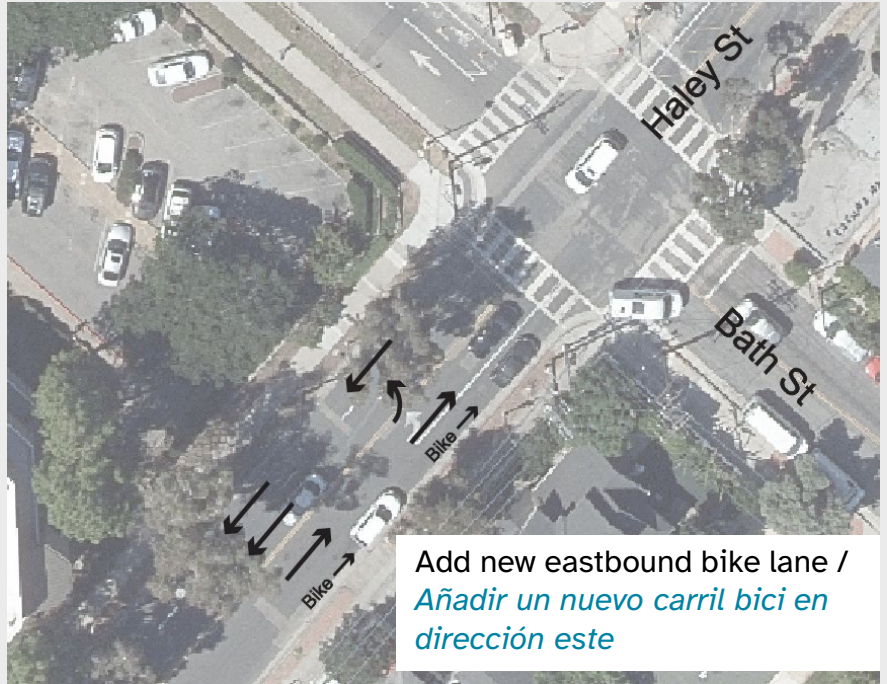 Haley St
Bath St
Bike
Bike
Add new eastbound bike lane /
Añadir un nuevo carril bici en
dirección este